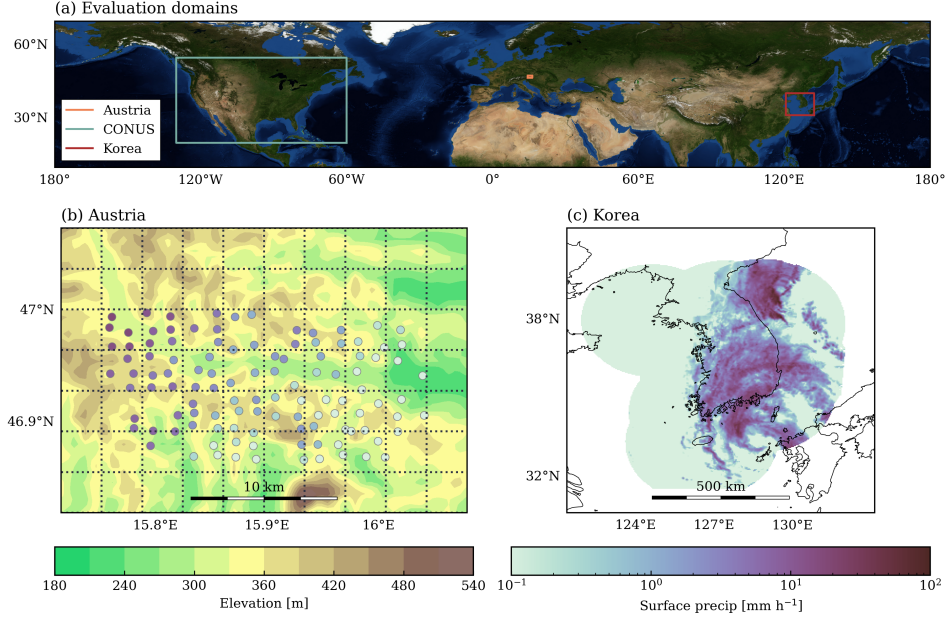 (a) Evaluation domains
60°N
30°N
Austria
CONUS
Korea
180° 120°W 60°W 0° 60°E 120°E 180°
(b) Austria
47°N
46.9°N
10 km
15.8°E 15.9°E 16°E
(c) Korea
38°N
32°N
500 km
124°E 127°E 130°E
180 240 300 360 420 480 540
Elevation [m]
10⁻¹ 10⁰ 10¹ 10²
Surface precip [mm h⁻¹]